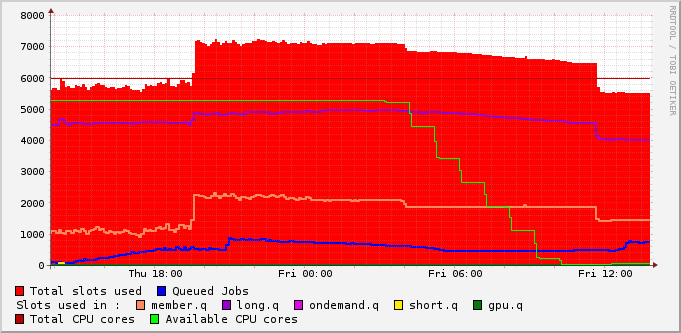 8000
7000
6000
5000
4000
3000
2000
1000
0
Thu 18:00 Fri 00:00 Fri 06:00 Fri 12:00
Total slots used Queued Jobs
Slots used in : member.q long.q ondemand.q short.q gpu.q
Total CPU cores Available CPU cores
RRDTOOL / TOBI OETIKER